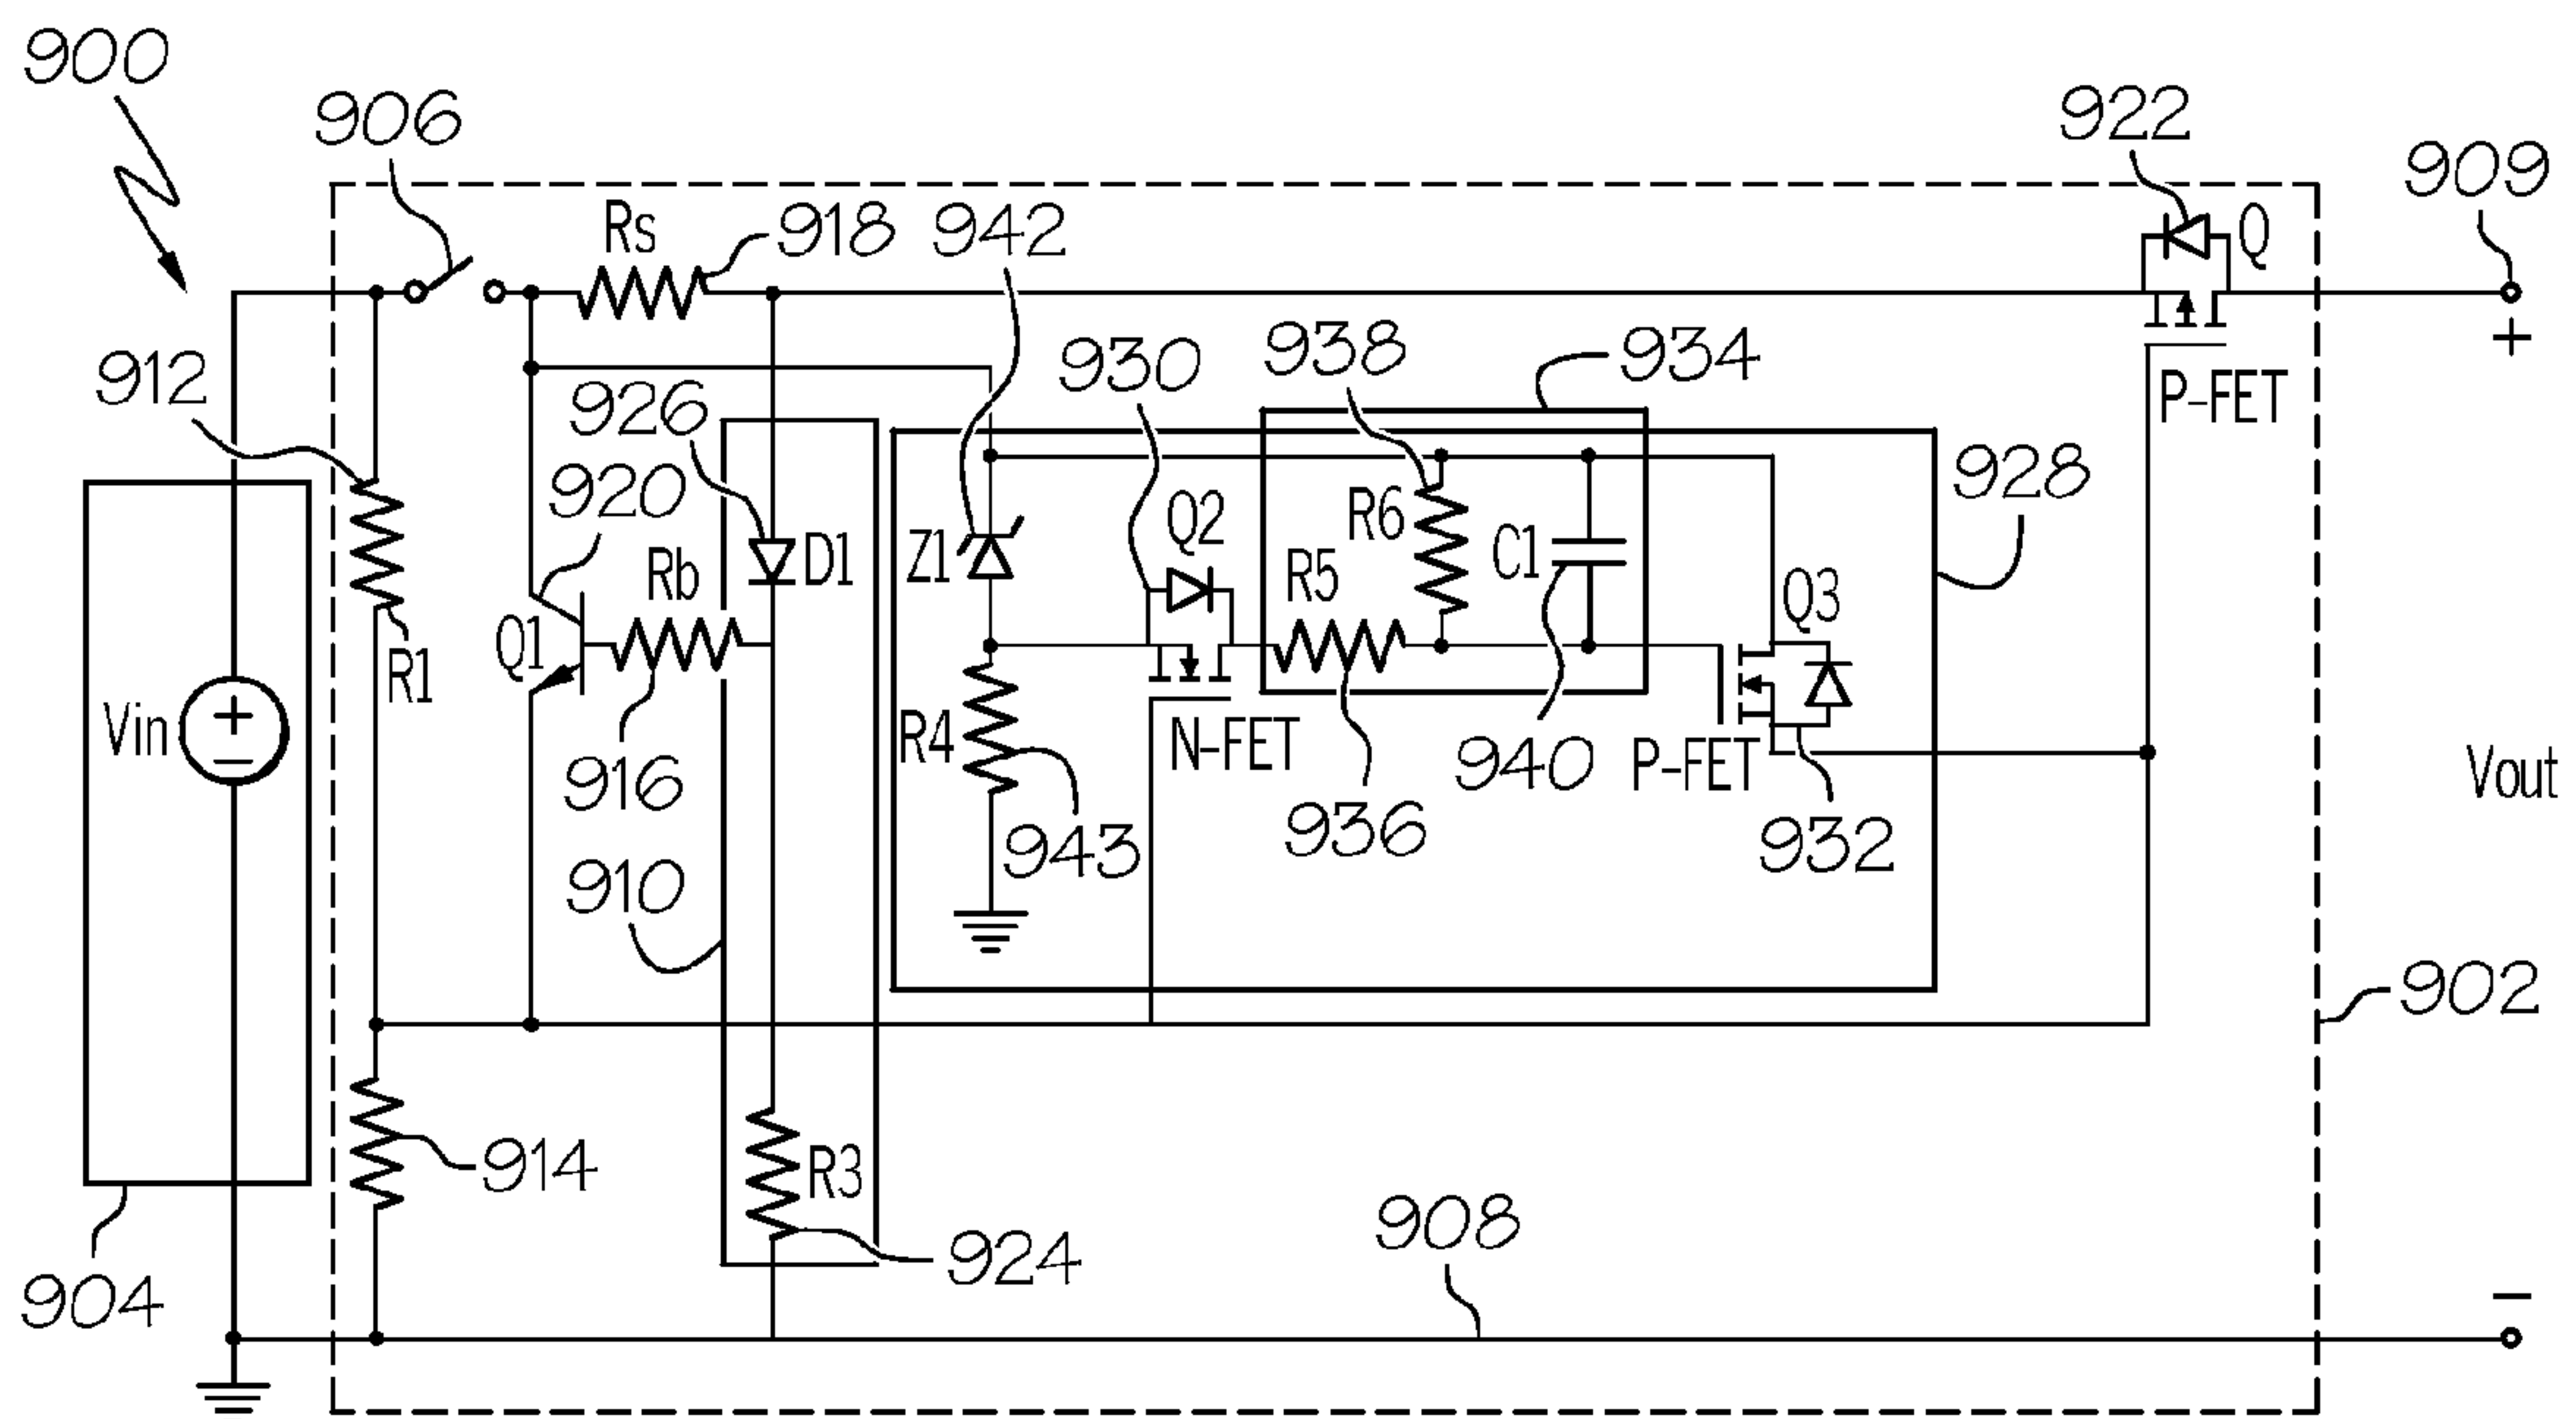 900
906
922
909
Rs
918
942
Q
+
912
930
938
934
926
P-FET
920
928
Q2
R6
C1
Z1
D1
Rb
R5
Q3
Q1
R1
Vin
+
−
R4
N-FET
940
P-FET
Vout
916
936
943
932
910
902
914
R3
908
924
904
−